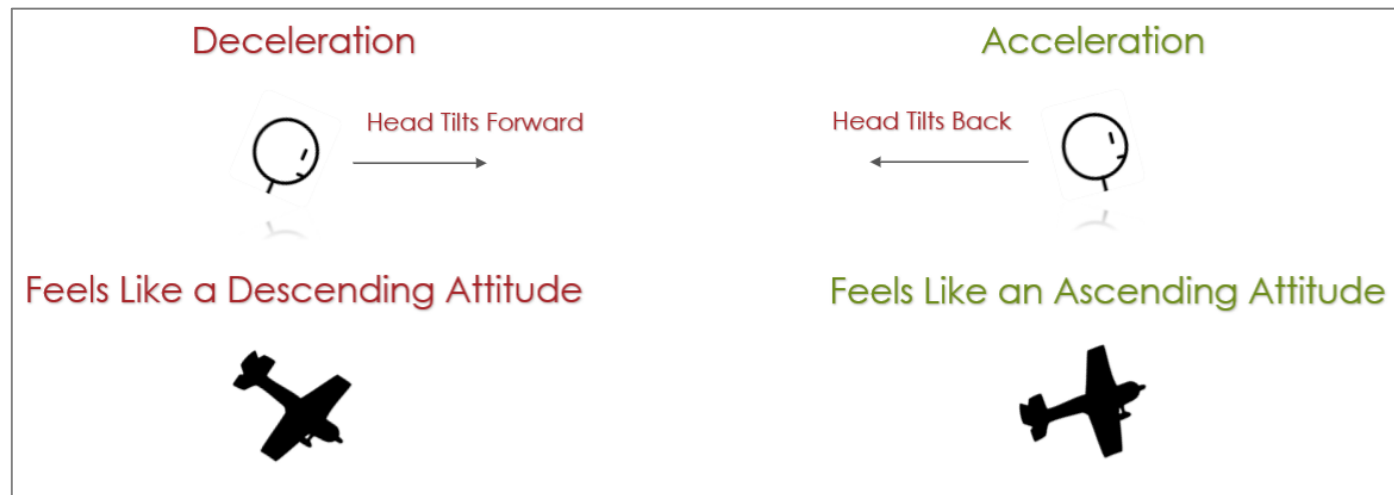 Deceleration
Head Tilts Forward
Feels Like a Descending Attitude
Acceleration
Head Tilts Back
Feels Like an Ascending Attitude